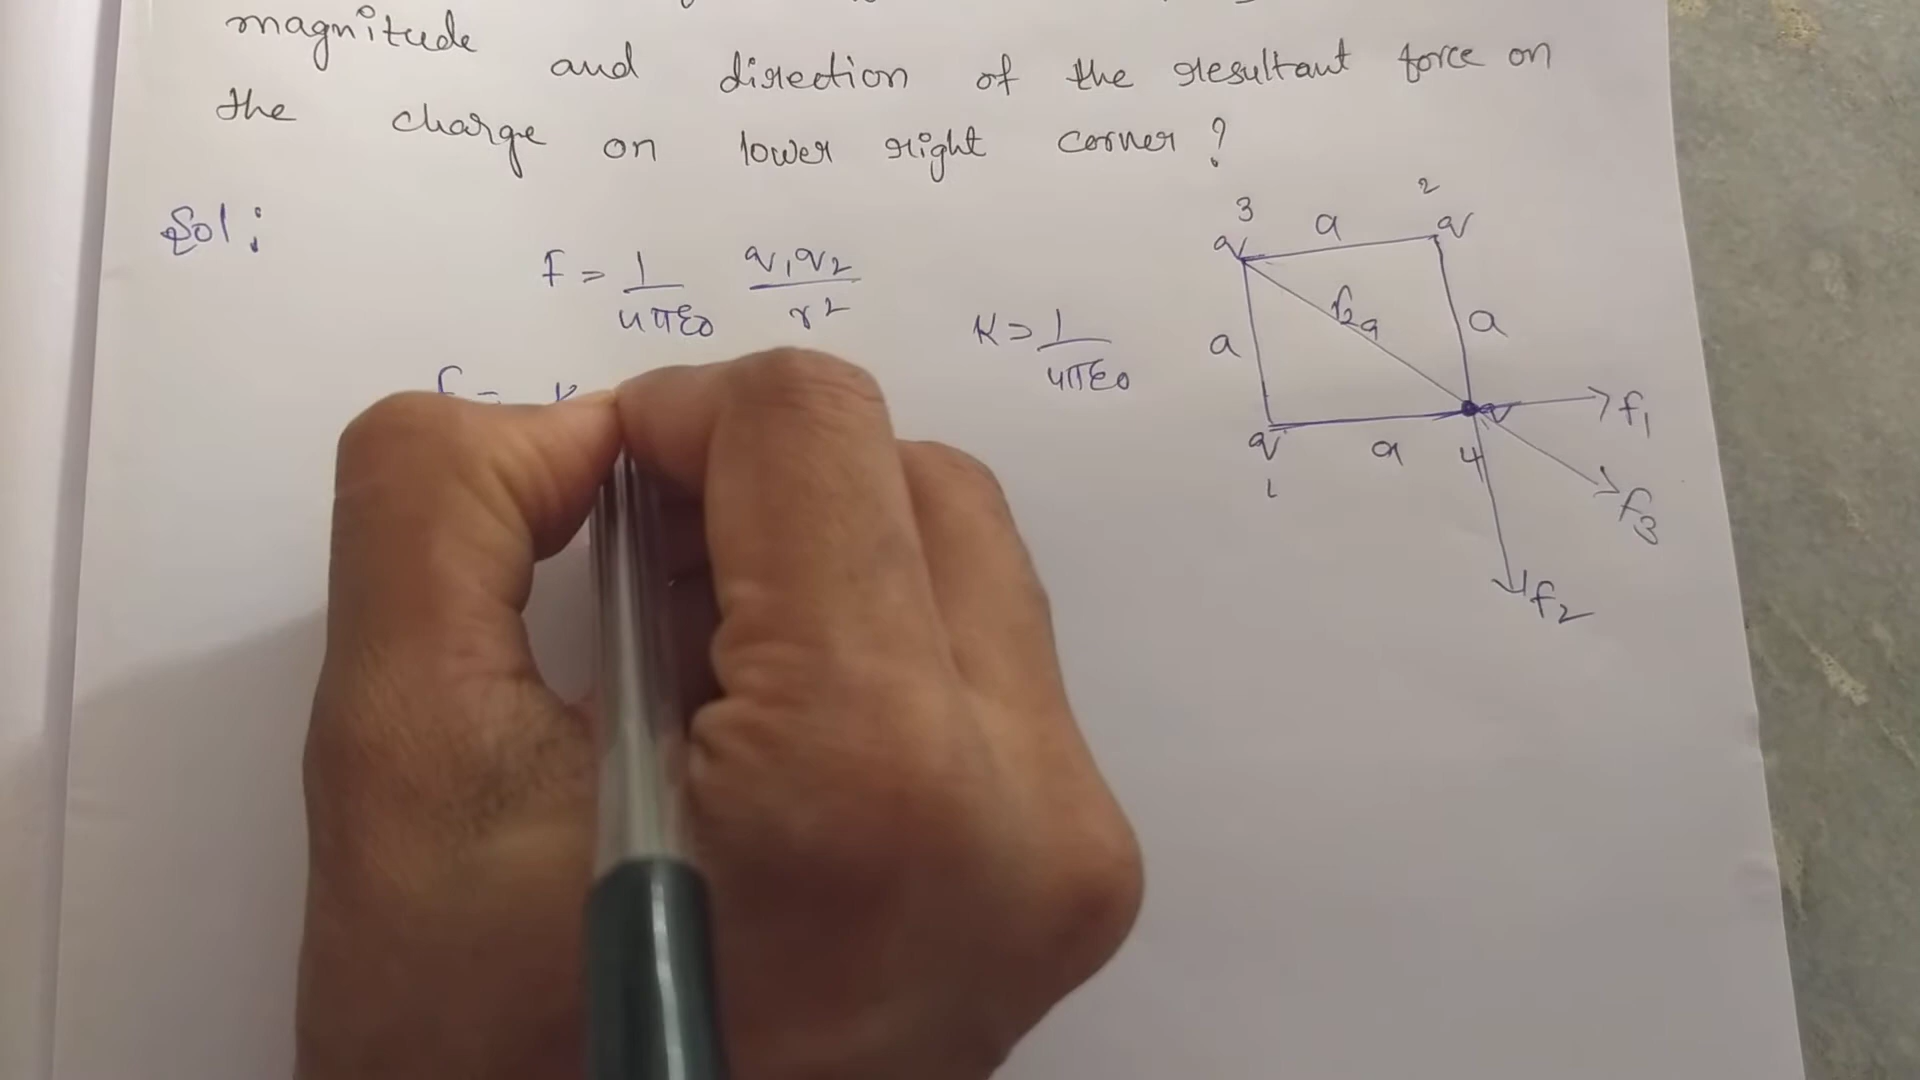 magnitude and direction of the resultant force on
the charge on lower right corner ?
Sol :
F = 1/4πε0 q1q2/r2
K = 1/4πε0
F = K
3 2
q a q
a √2a a
q a 4 q
1
F1
F3
F2